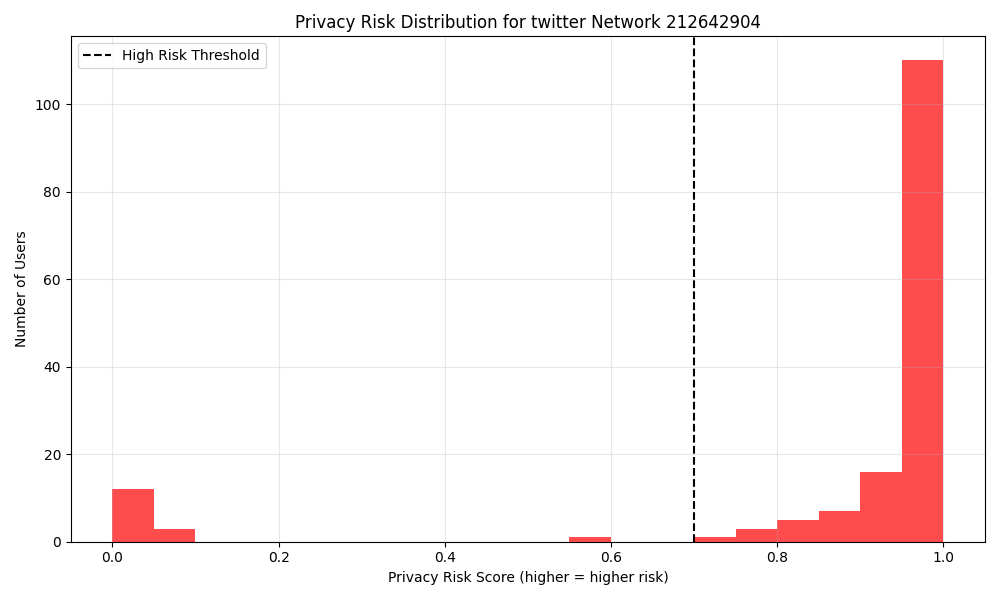 Privacy Risk Distribution for twitter Network 212642904
High Risk Threshold
Number of Users
100
80
60
40
20
0
0.0 0.2 0.4 0.6 0.8 1.0
Privacy Risk Score (higher = higher risk)